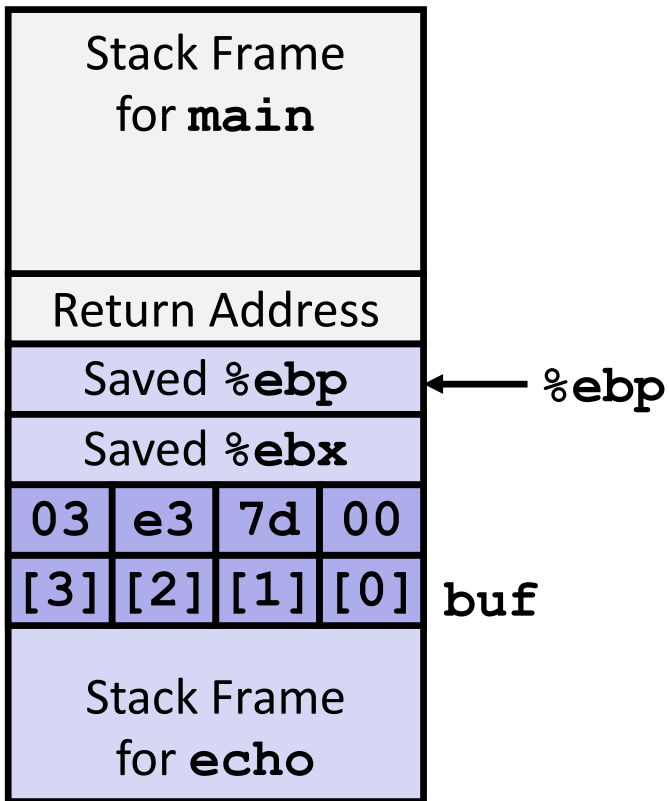 Stack Frame
for main
Return Address
Saved %ebp
%ebp
Saved %ebx
03 e3 7d 00
[3] [2] [1] [0]
buf
Stack Frame
for echo